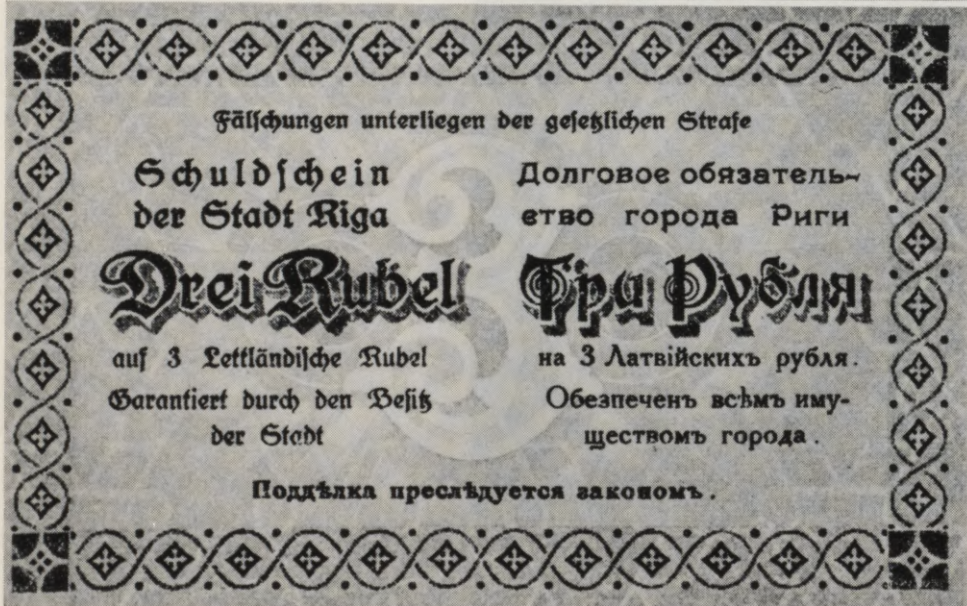 Fälschungen unterliegen der gesetzlichen Strafe
Schuldschein
der Stadt Riga
Drei Rubel
auf 3 Lettländische Rubel
Garantiert durch den Besitz
der Stadt
Долговое обязатель-
ство города Риги
Три Рубля
на 3 Латвійскихъ рубля.
Обезпеченъ всѣмъ иму-
ществомъ города.
Поддѣлка преслѣдуется закономъ.
3